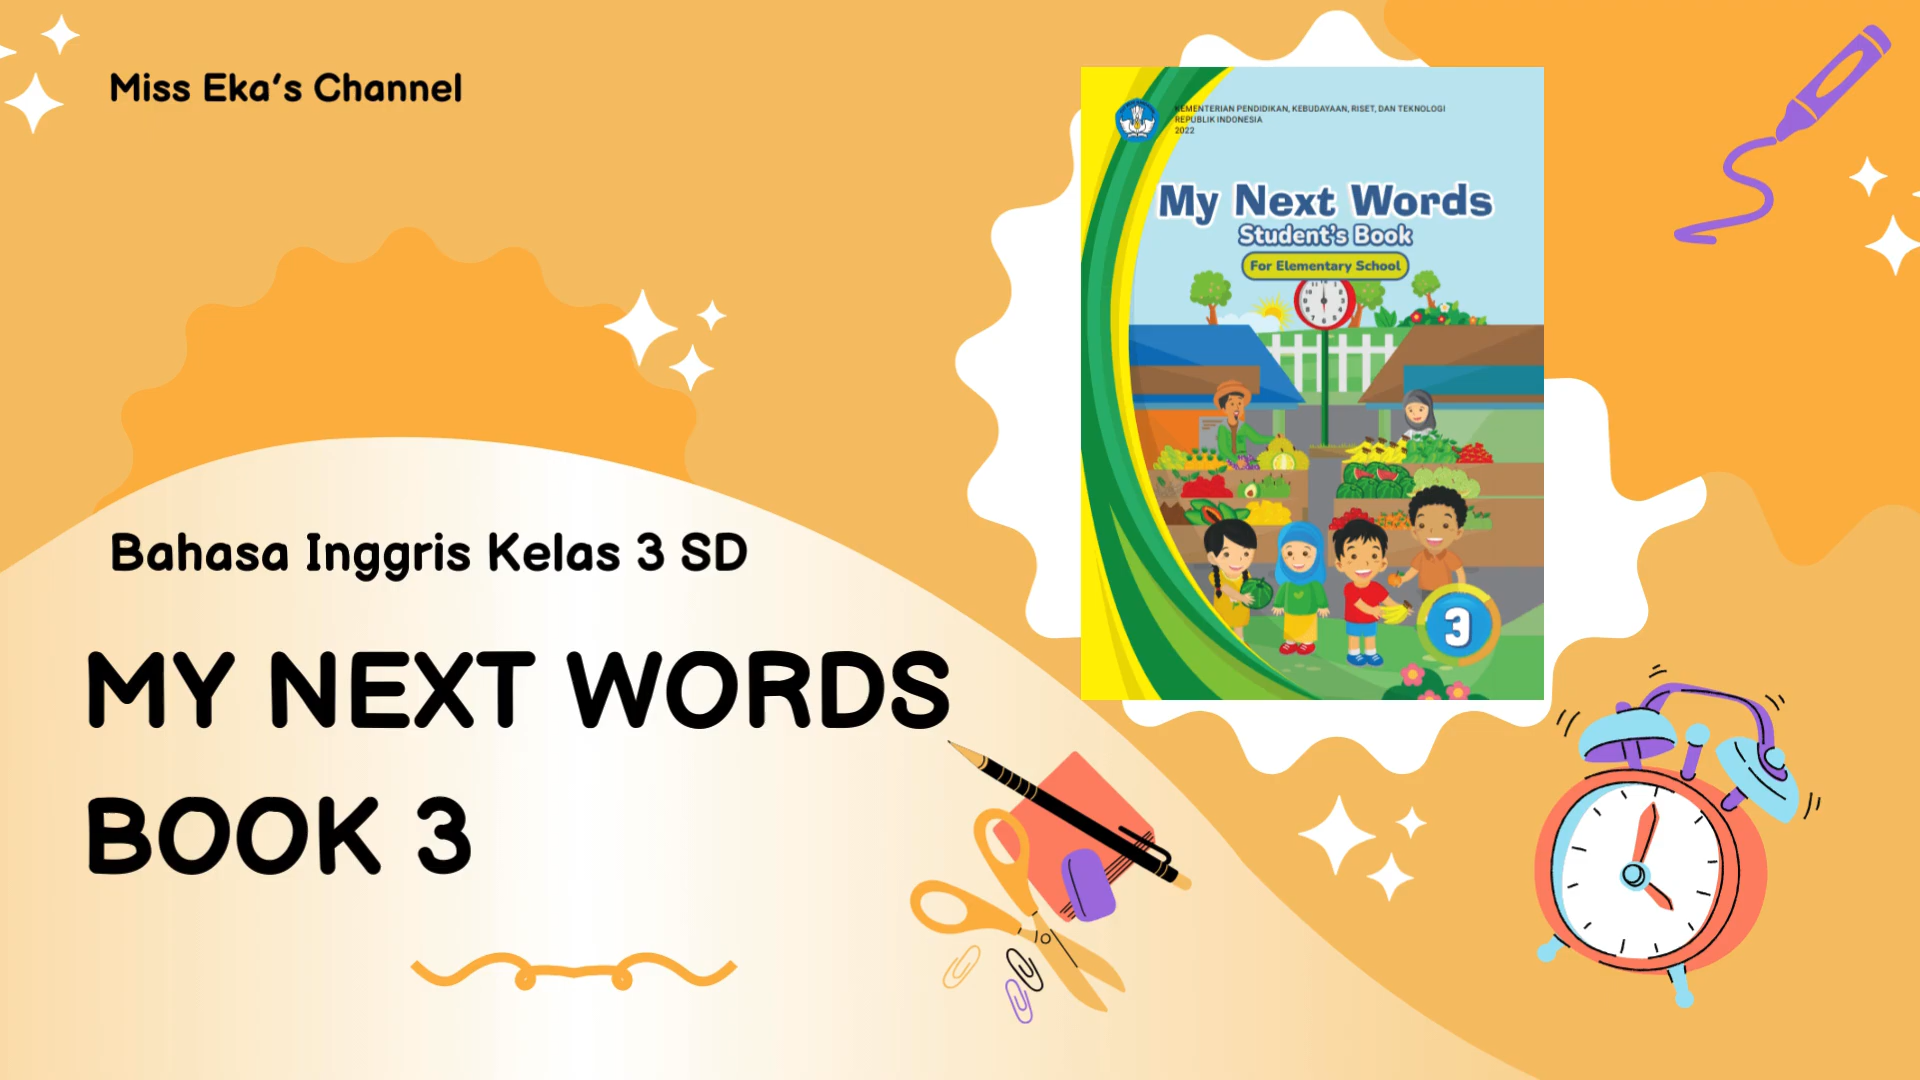 Miss Eka's Channel
KEMENTERIAN PENDIDIKAN, KEBUDAYAAN, RISET, DAN TEKNOLOGI
REPUBLIK INDONESIA
2022
My Next Words
Student's Book
For Elementary School
3
Bahasa Inggris Kelas 3 SD
MY NEXT WORDS
BOOK 3